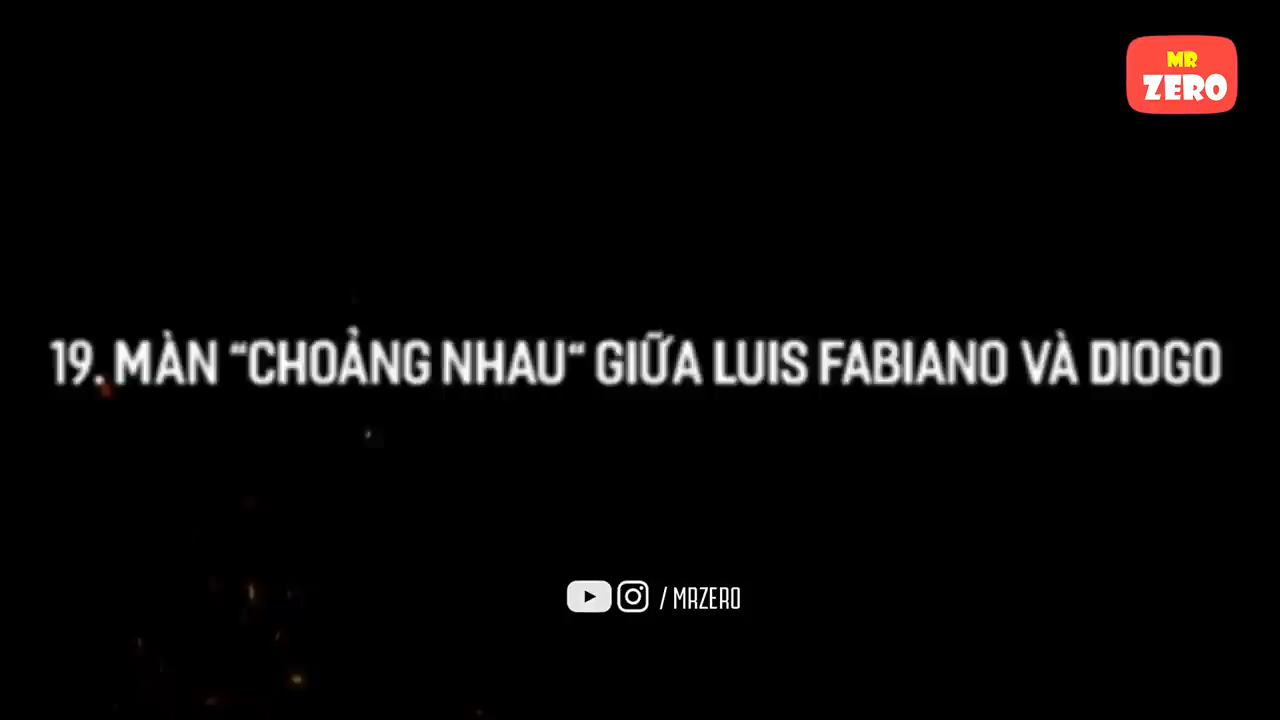 MR
ZERO
19. MÀN “CHOẢNG NHAU“ GIỮA LUIS FABIANO VÀ DIOGO
/ MRZERO